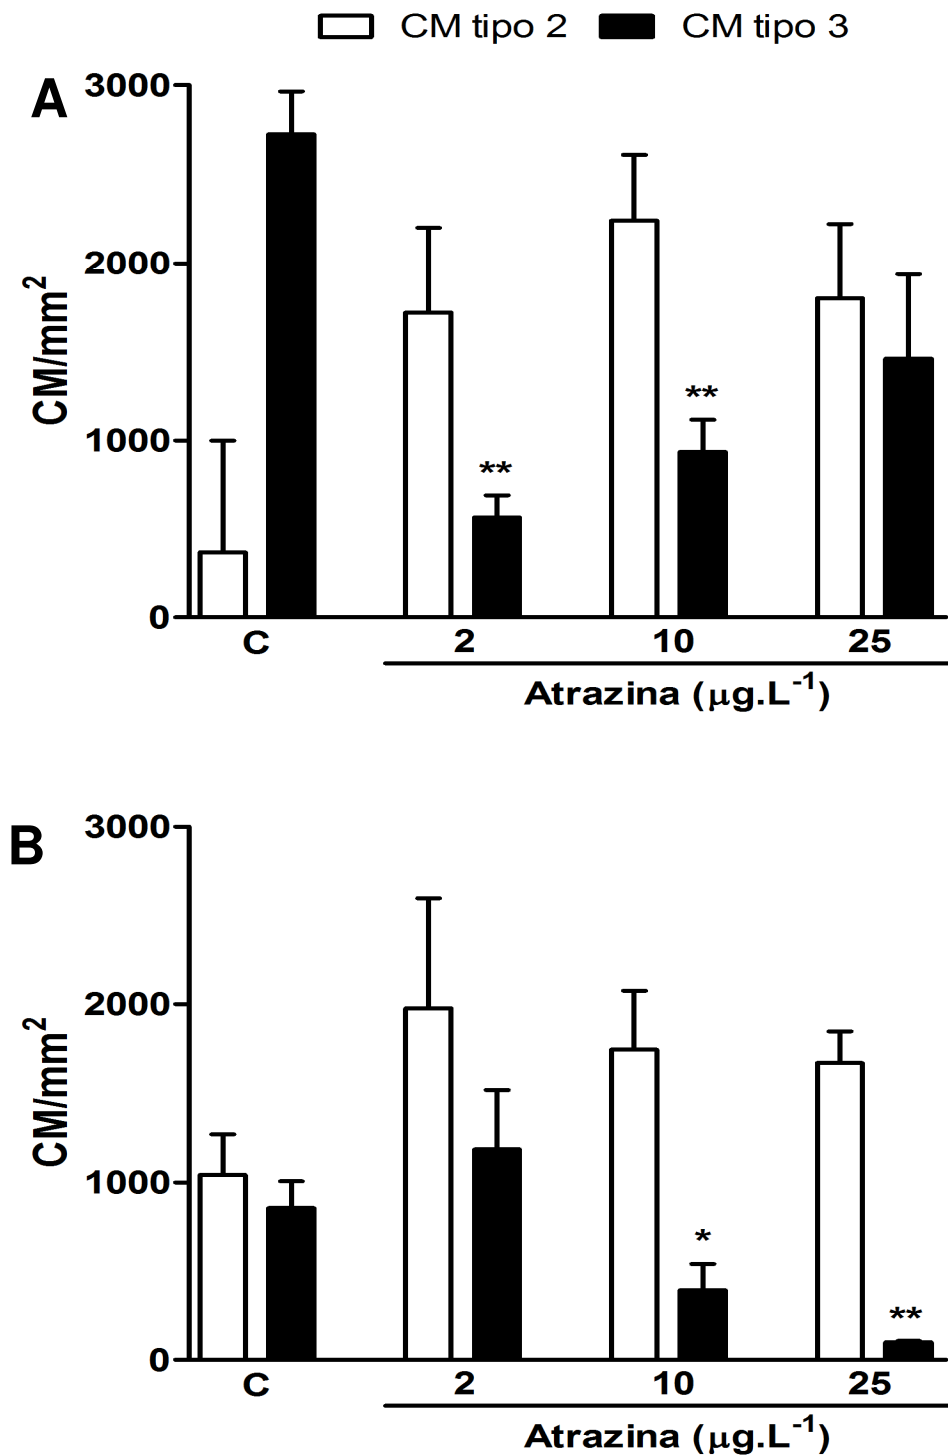 CM tipo 2 CM tipo 3
A
3000
2000
1000
0
CM/mm²
**
**
C 2 10 25
Atrazina (μg.L⁻¹)
B
3000
2000
1000
0
CM/mm²
*
**
C 2 10 25
Atrazina (μg.L⁻¹)